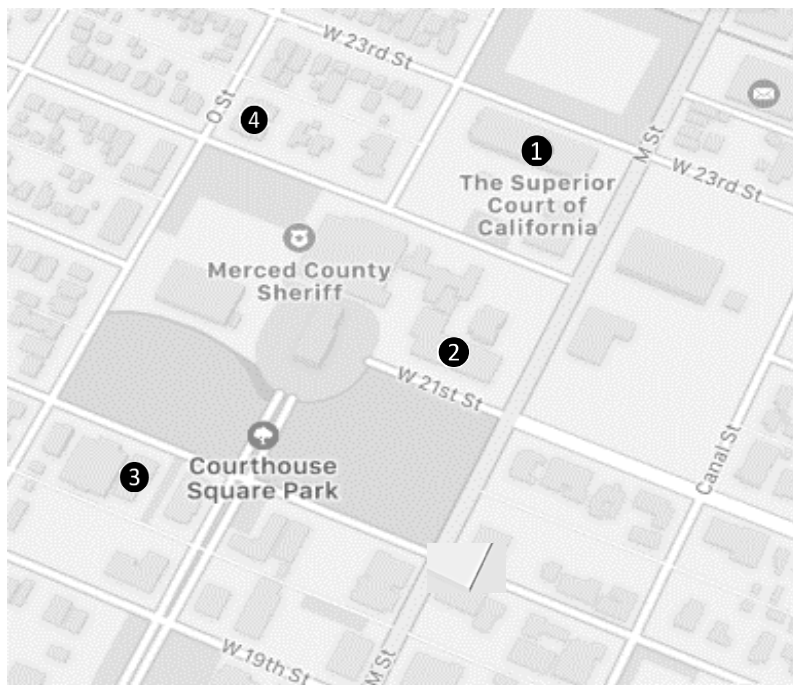 W 23rd St
O St
4
1
M St
The Superior
Court of
California
W 23rd St
Merced County
Sheriff
2
W 21st St
Courthouse
Square Park
3
Canal St
W 19th St
M St